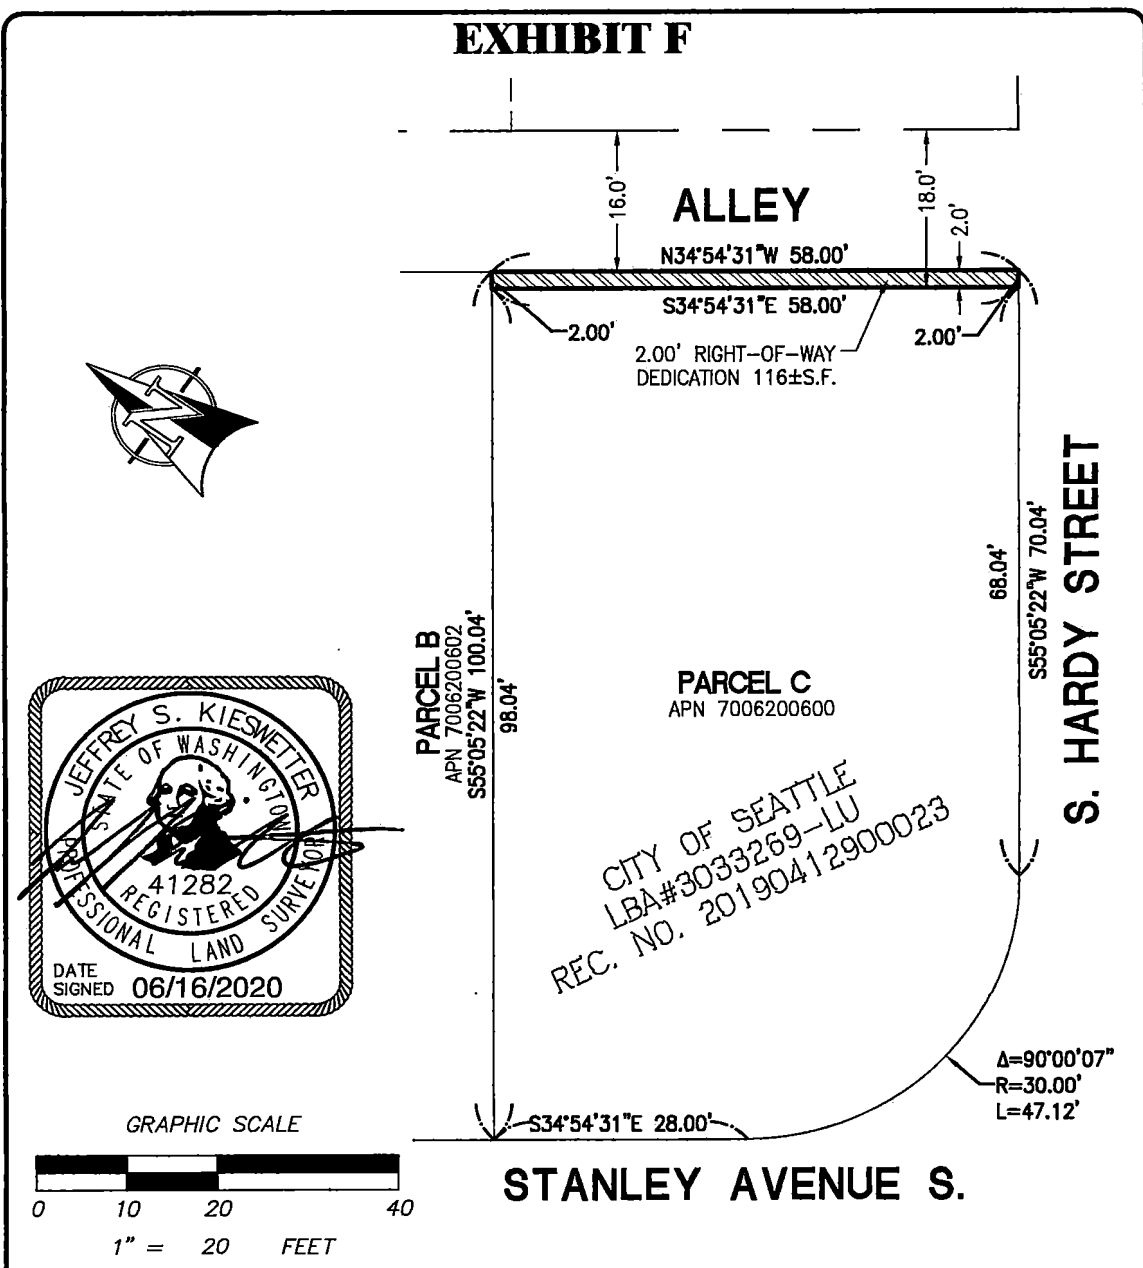 EXHIBIT F
16.0'
ALLEY
18.0'
2.0'
N34°54'31"W 58.00'
S34°54'31"E 58.00'
2.00'
2.00'
2.00' RIGHT-OF-WAY
DEDICATION 116±S.F.
N
S. HARDY STREET
S55°05'22"W 70.04'
68.04'
PARCEL B
APN 7006200602
S55°05'22"W 100.04'
98.04'
PARCEL C
APN 7006200600
CITY OF SEATTLE
LBA#3033269-LU
REC. NO. 20190412900023
JEFFREY S. KIESWETTER
STATE OF WASHINGTON
41282
REGISTERED
PROFESSIONAL LAND SURVEYOR
DATE
SIGNED 06/16/2020
Δ=90°00'07"
R=30.00'
L=47.12'
S34°54'31"E 28.00'
STANLEY AVENUE S.
GRAPHIC SCALE
0 10 20 40
1" = 20 FEET